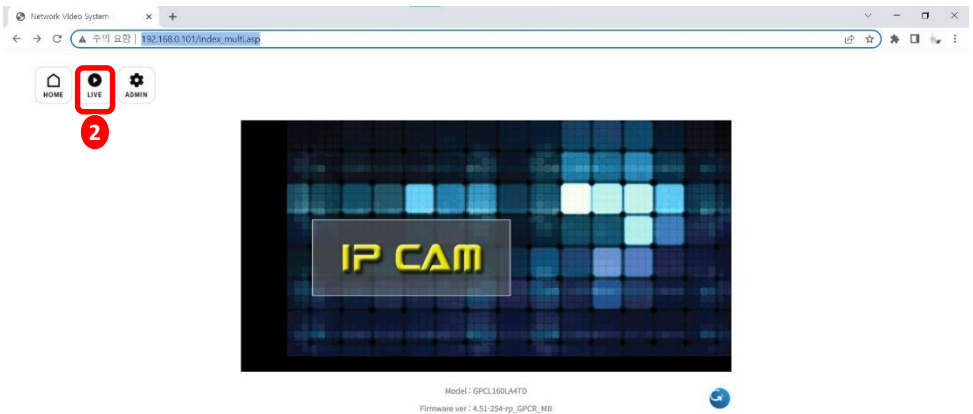 Network Video System
주의 요함 | 192.168.0.101/index_multi.asp
HOME LIVE ADMIN
2
IP CAM
Model : GPCL160LA4TD
Firmware ver : 4.51-254-rp_GPCR_MB